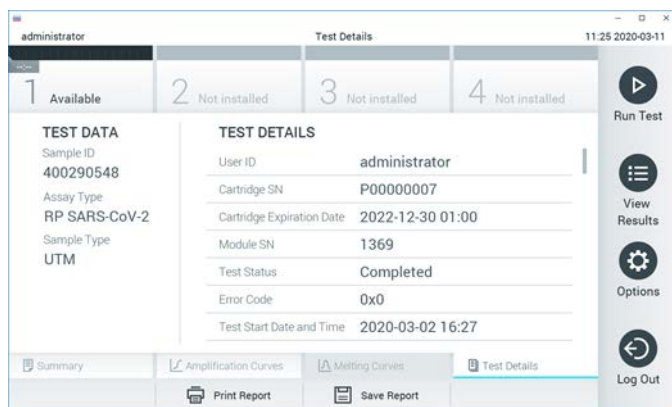 administrator
Test Details
11:25 2020-03-11
1 Available
2 Not installed
3 Not installed
4 Not installed
Run Test
View
Results
Options
Log Out
TEST DATA
Sample ID
400290548
Assay Type
RP SARS-CoV-2
Sample Type
UTM
TEST DETAILS
User ID administrator
Cartridge SN P00000007
Cartridge Expiration Date 2022-12-30 01:00
Module SN 1369
Test Status Completed
Error Code 0x0
Test Start Date and Time 2020-03-02 16:27
Summary
Amplification Curves
Melting Curves
Test Details
Print Report
Save Report